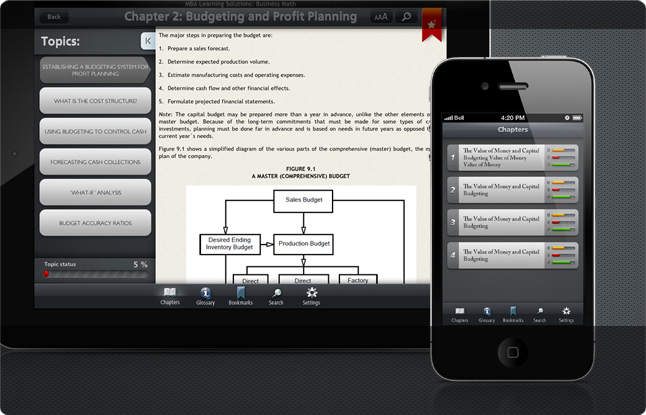 MBA Learning Solutions: Business Math
Back
Chapter 2: Budgeting and Profit Planning
AAA
Topics:
K
ESTABLISHING A BUDGETING SYSTEM FOR
PROFIT PLANNING
WHAT IS THE COST STRUCTURE?
USING BUDGETING TO CONTROL CASH
FORECASTING CASH COLLECTIONS
"WHAT-IF" ANALYSIS
BUDGET ACCURACY RATIOS
Topic status 5 %
The major steps in preparing the budget are:
1. Prepare a sales forecast.
2. Determine expected production volume.
3. Estimate manufacturing costs and operating expenses.
4. Determine cash flow and other financial effects.
5. Formulate projected financial statements.
Note: The capital budget may be prepared more than a year in advance, unlike the other elements o
master budget. Because of the long-term commitments that must be made for some types of c
investments, planning must be done far in advance and is based on needs in future years as opposed t
current year`s needs.
Figure 9.1 shows a simplified diagram of the various parts of the comprehensive (master) budget, the m
plan of the company.
FIGURE 9.1
A MASTER (COMPREHENSIVE) BUDGET
Sales Budget
Desired Ending
Inventory Budget
Production Budget
Direct
Direct
Factory
Chapters
Glossary
Bookmarks
Search
Settings
Bell
4:20 PM
Chapters
1
The Value of Money and Capital
Budgeting Value of Money
Value of Money
2
The Value of Money and Capital
Budgeting
3
The Value of Money and Capital
Budgeting
4
The Value of Money and Capital
Budgeting
Chapters
Glossary
Bookmarks
Search
Settings